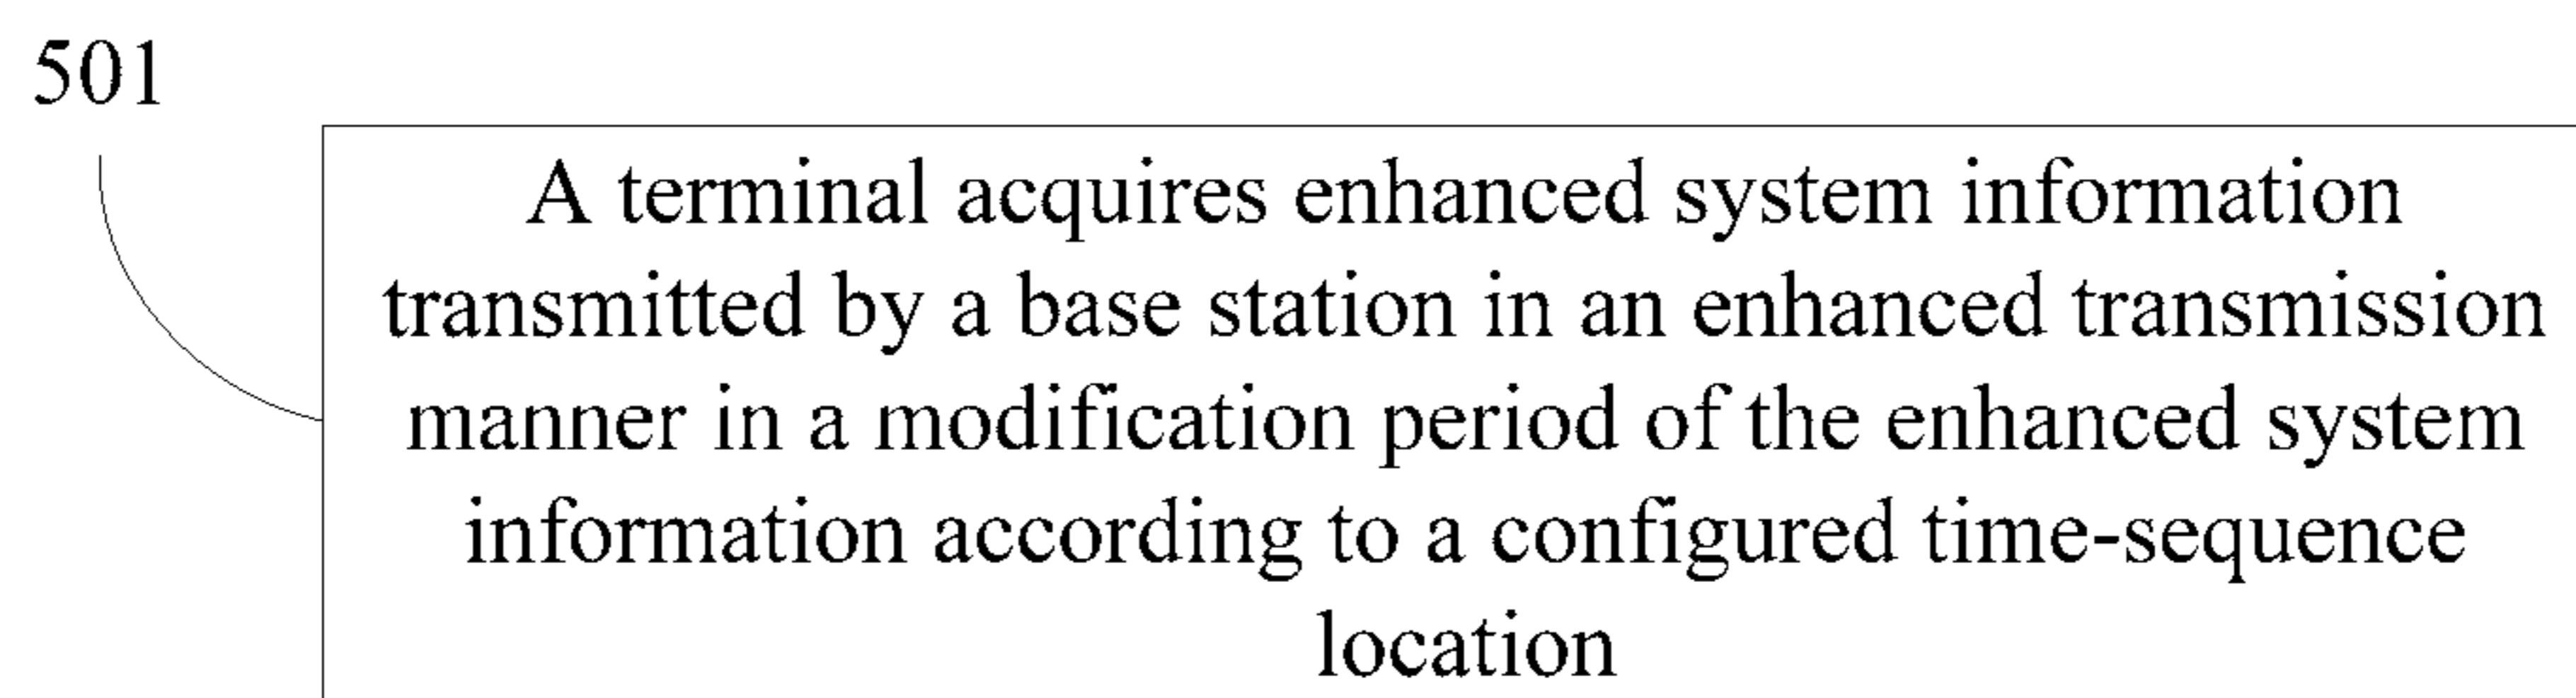 501
A terminal acquires enhanced system information
transmitted by a base station in an enhanced transmission
manner in a modification period of the enhanced system
information according to a configured time-sequence
location